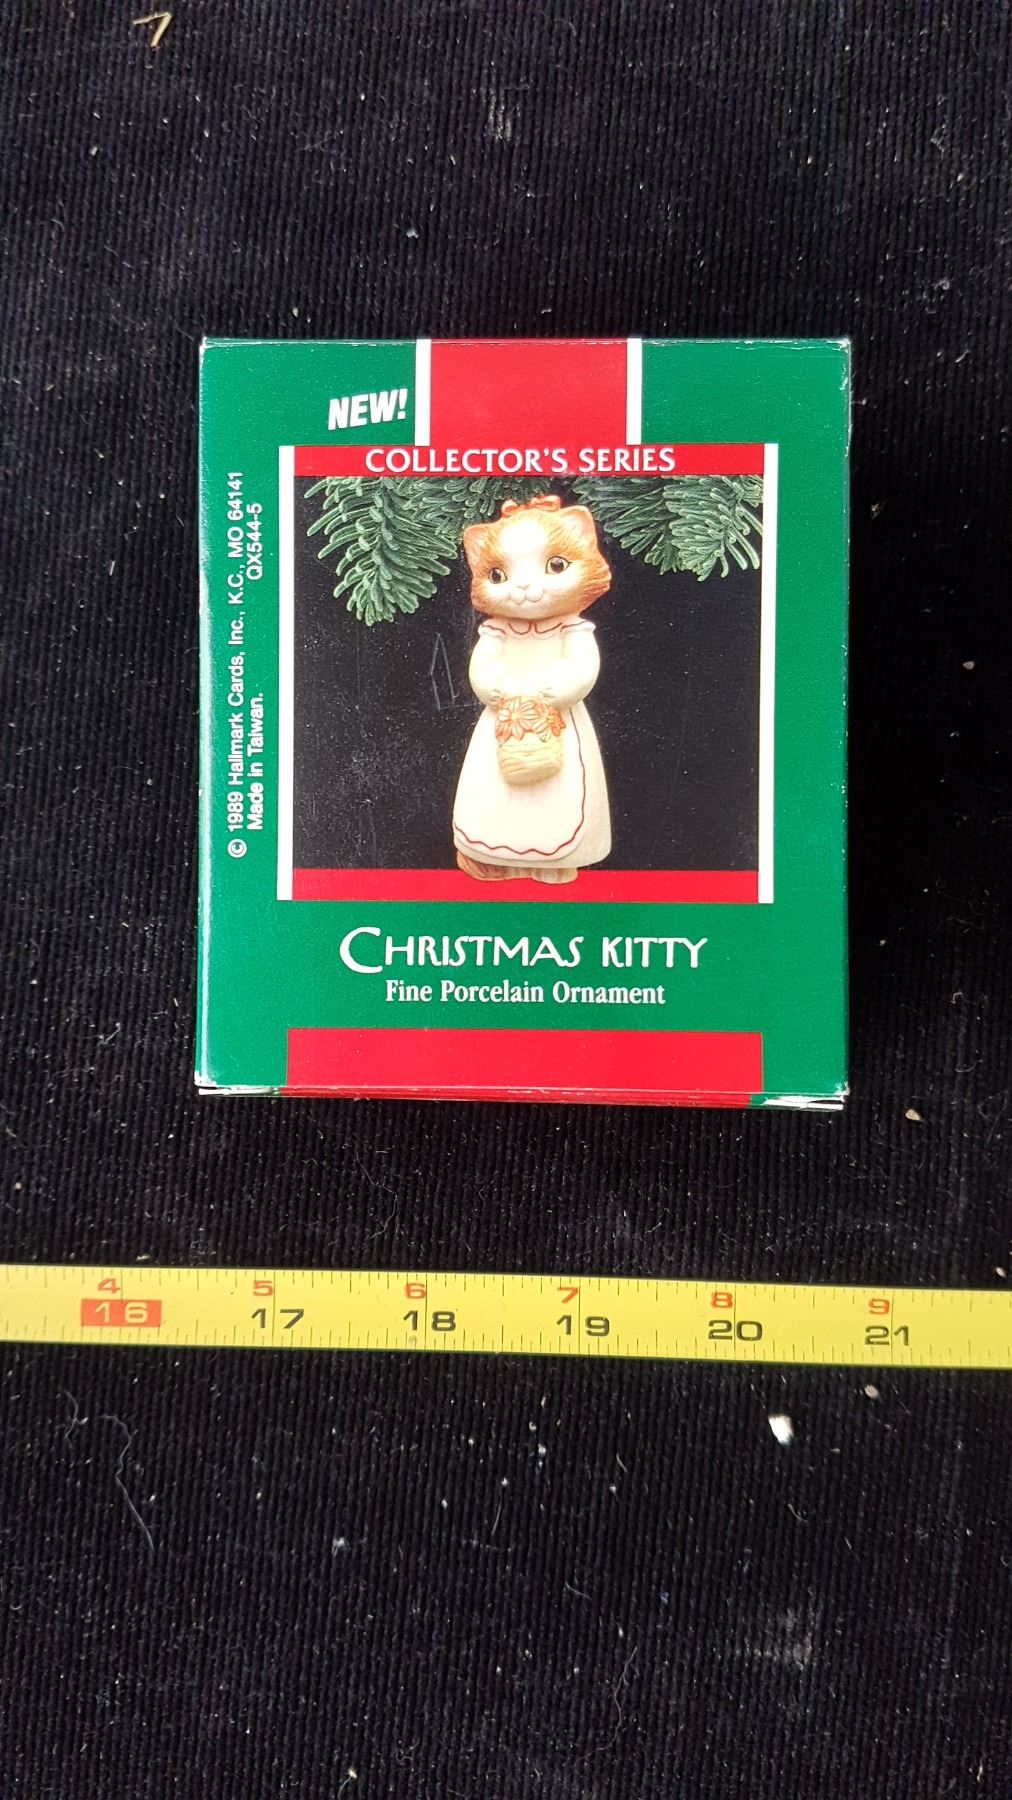 NEW!
COLLECTOR'S SERIES
© 1989 Hallmark Cards, Inc., K.C., MO 64141
Made in Taiwan. QX544-5
CHRISTMAS KITTY
Fine Porcelain Ornament
4 5 6 7 8 9
16 17 18 19 20 21